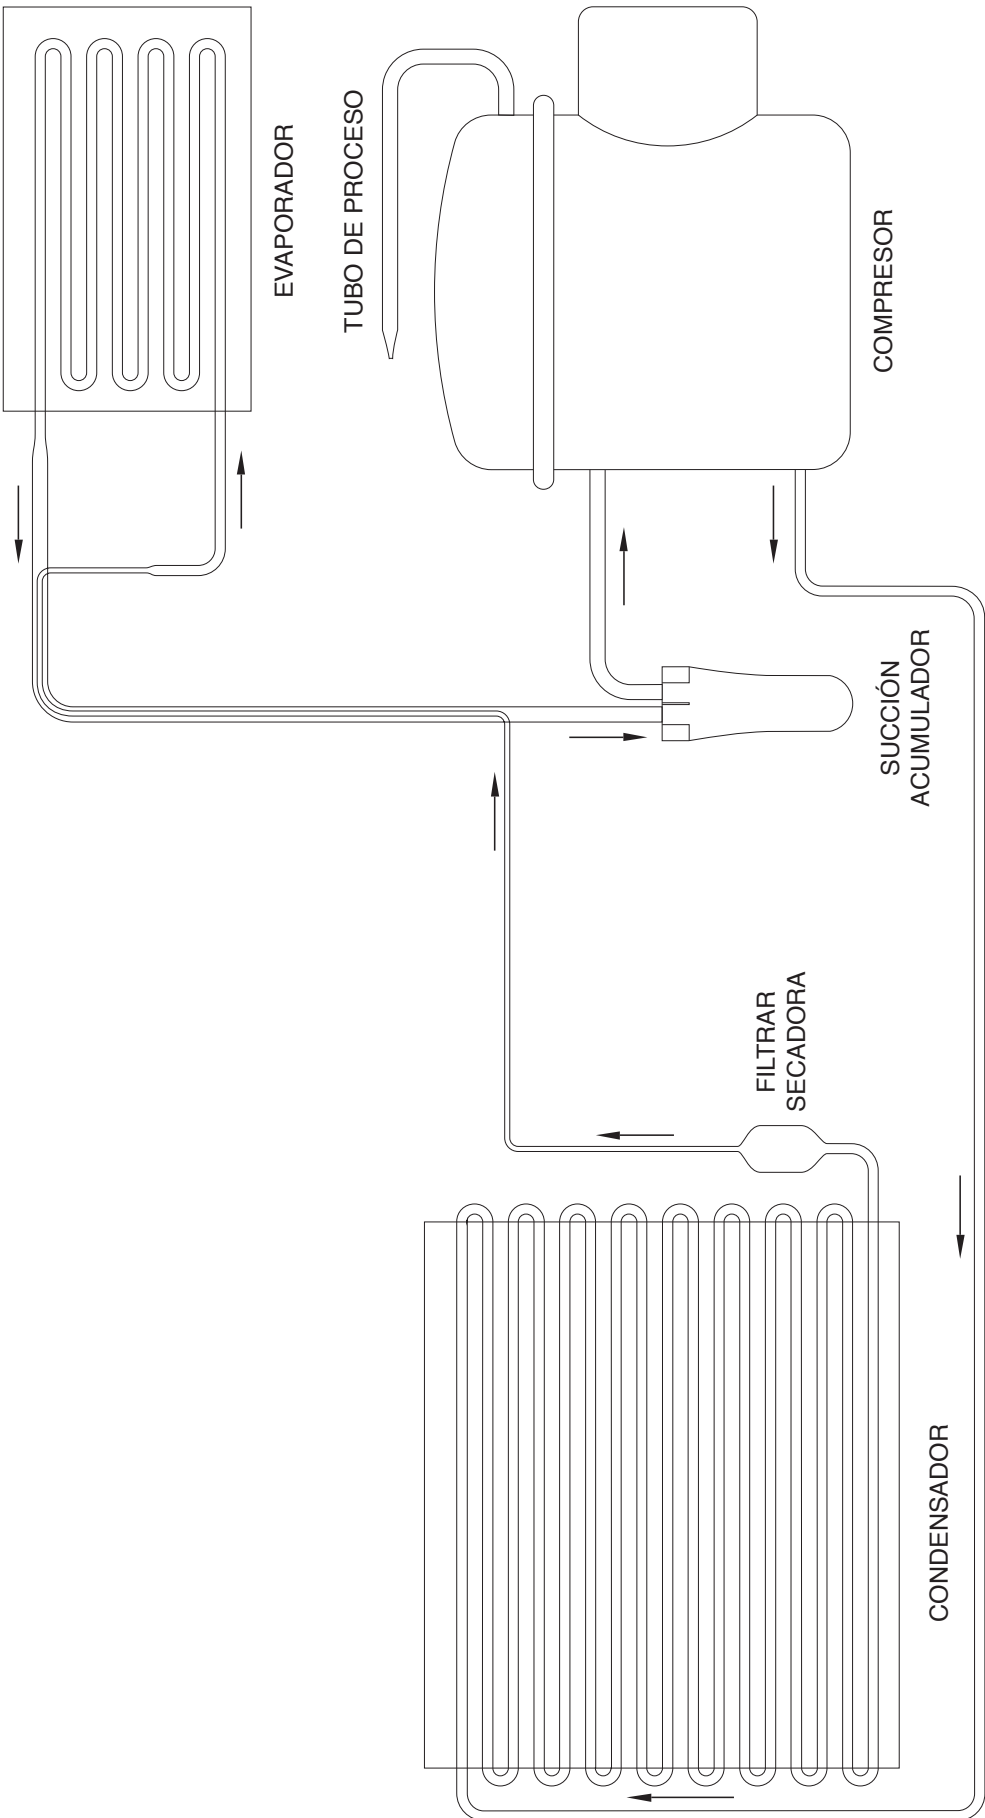 EVAPORADOR
TUBO DE PROCESO
COMPRESOR
SUCCIÓN
ACUMULADOR
FILTRAR
SECADORA
CONDENSADOR